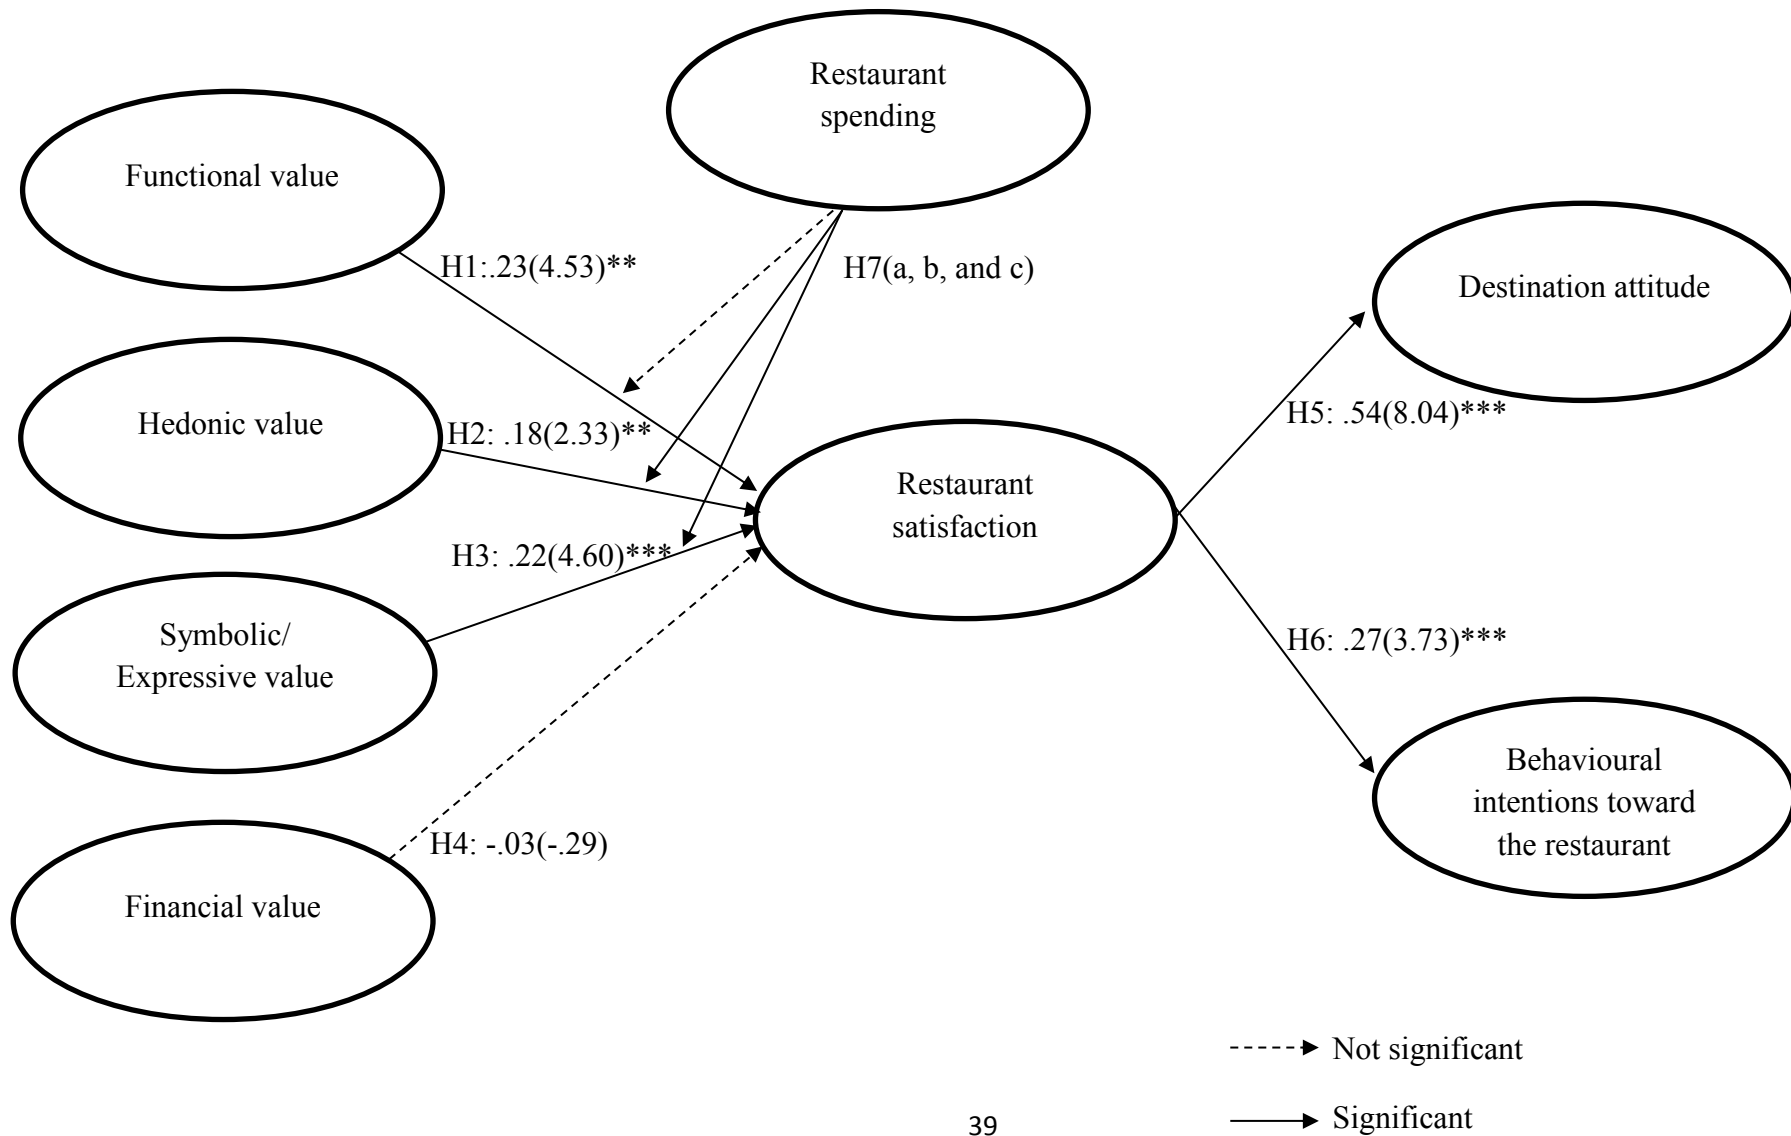 Restaurant
spending
Functional value
H1:.23(4.53)**
H7(a, b, and c)
Destination attitude
Hedonic value
H2: .18(2.33)**
H5: .54(8.04)***
Restaurant
satisfaction
H3: .22(4.60)***
Symbolic/
Expressive value
H6: .27(3.73)***
Behavioural
intentions toward
the restaurant
H4: -.03(-.29)
Financial value
Not significant
Significant
39